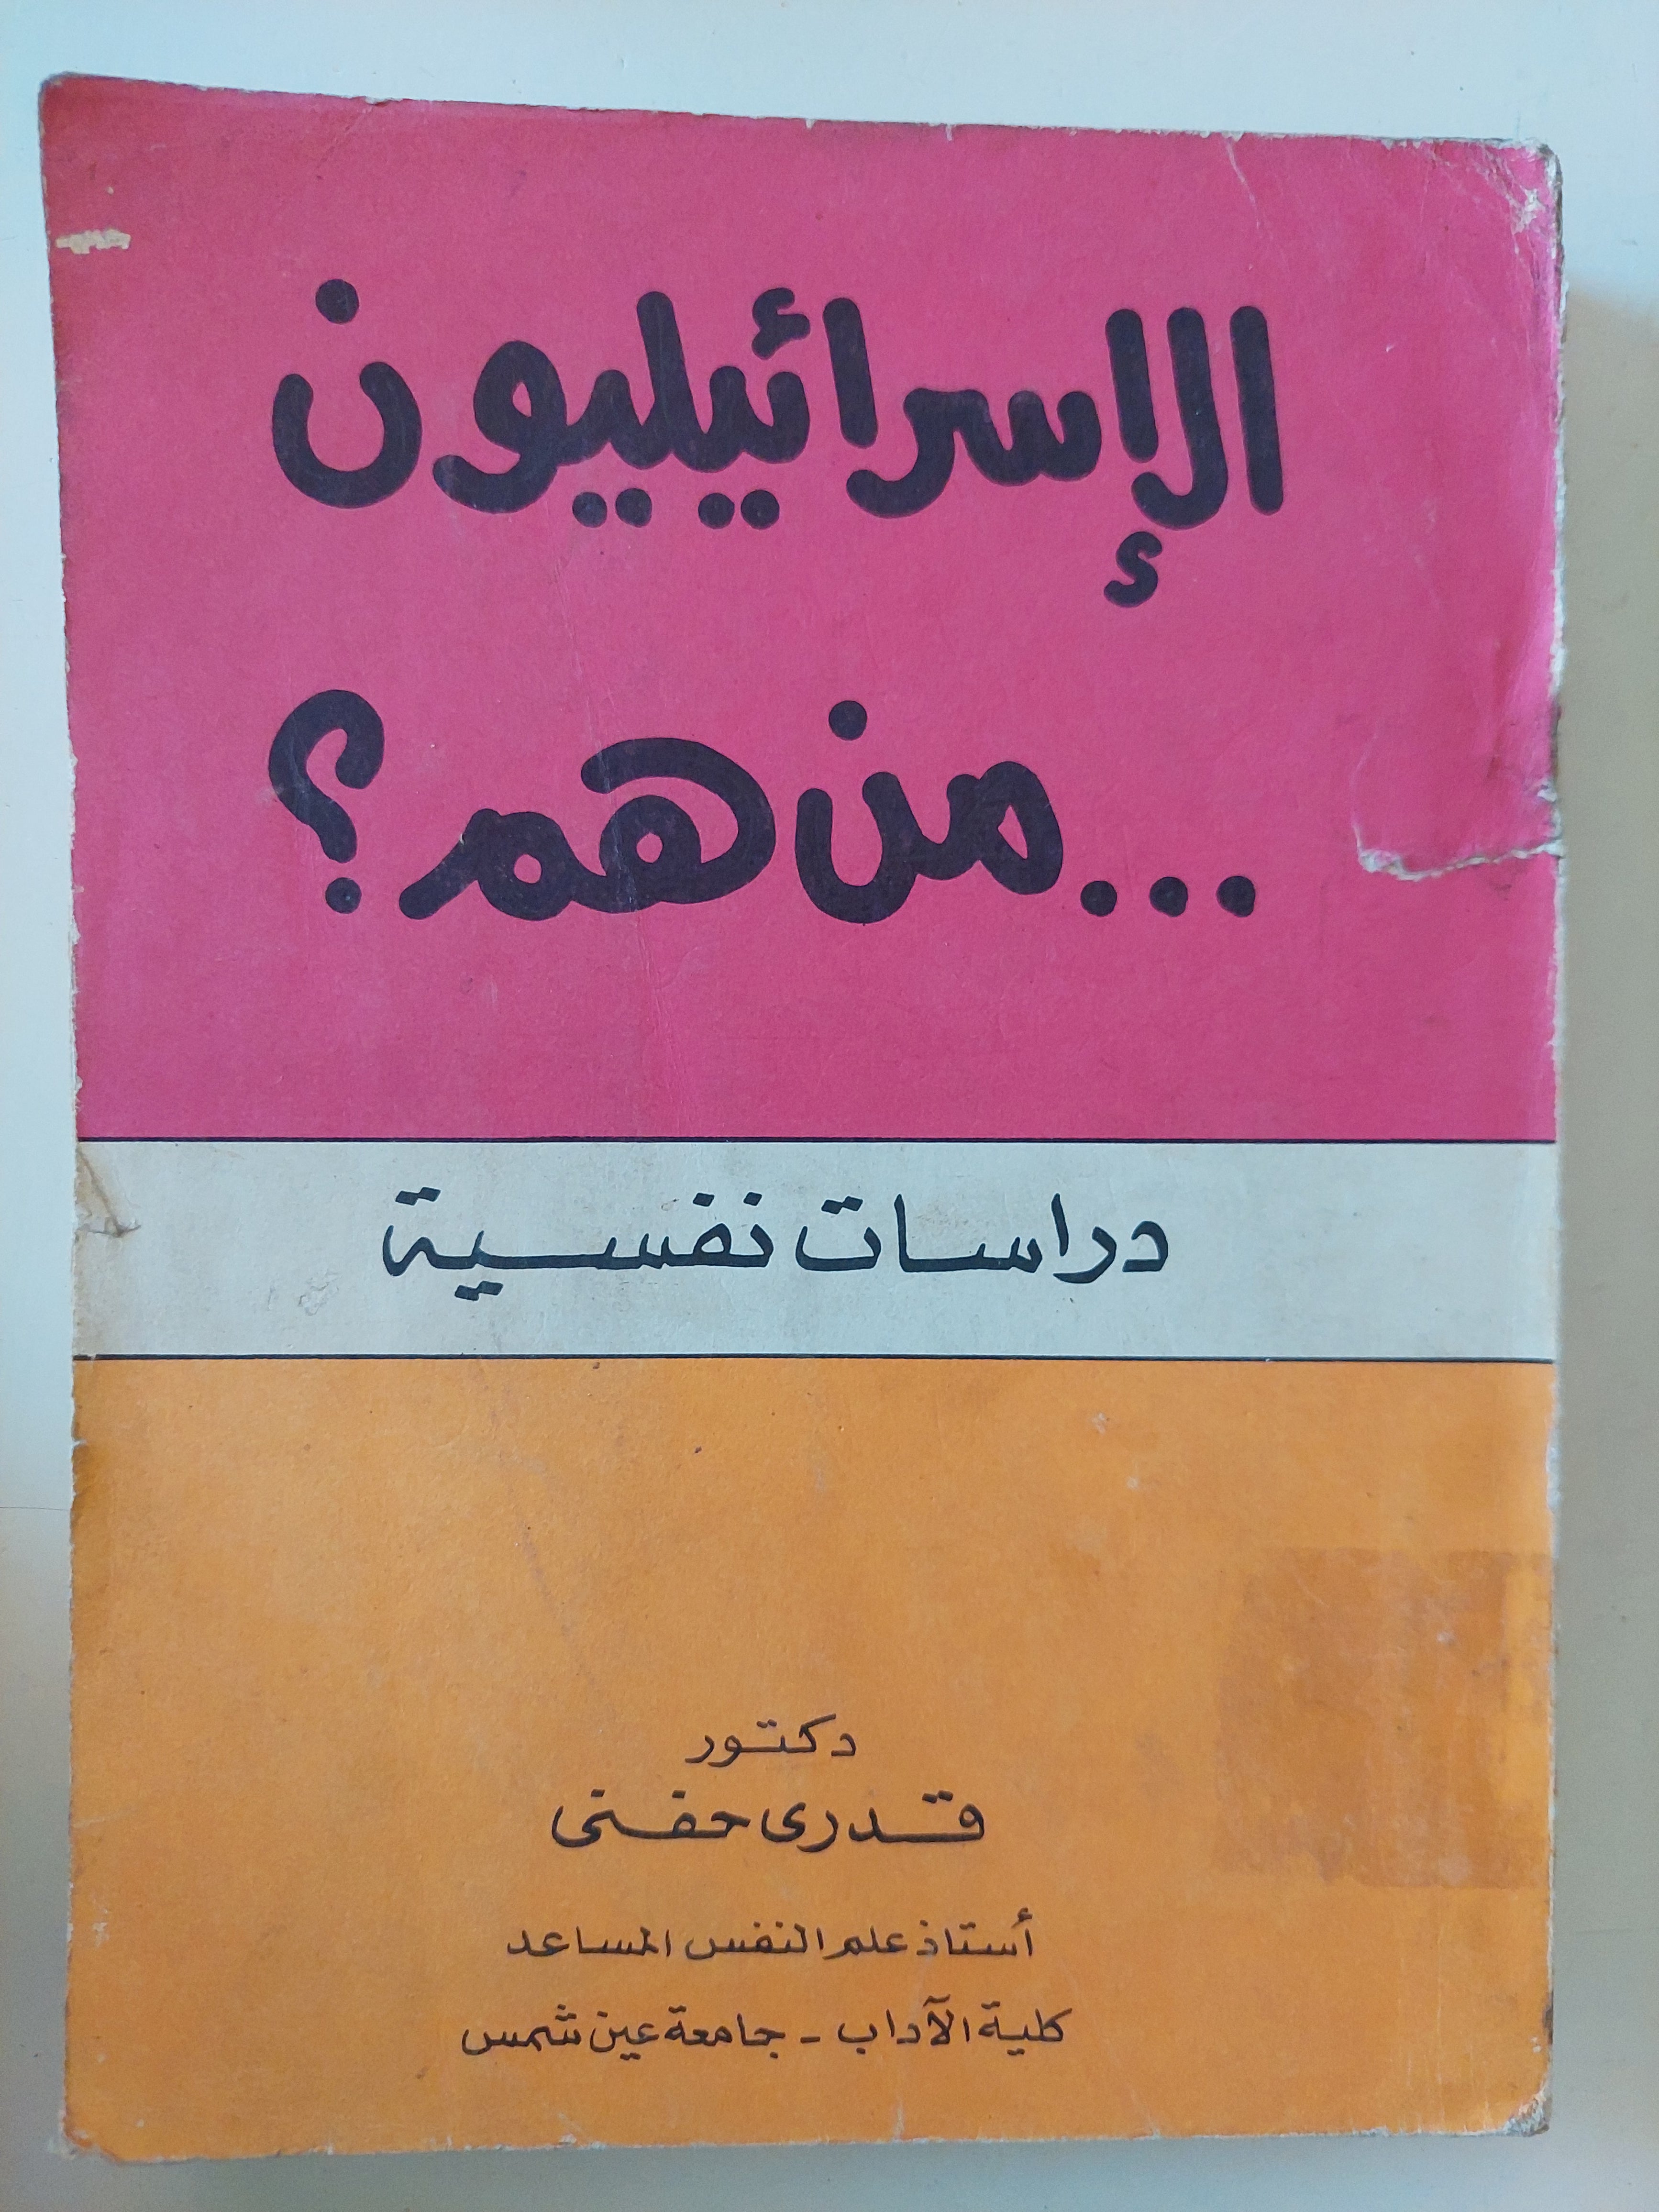 الإسرائيليون
...من هم؟
دراسات نفسية
دكتور
قدرى حفنى
أستاذ علم النفس المساعد
كلية الآداب - جامعة عين شمس